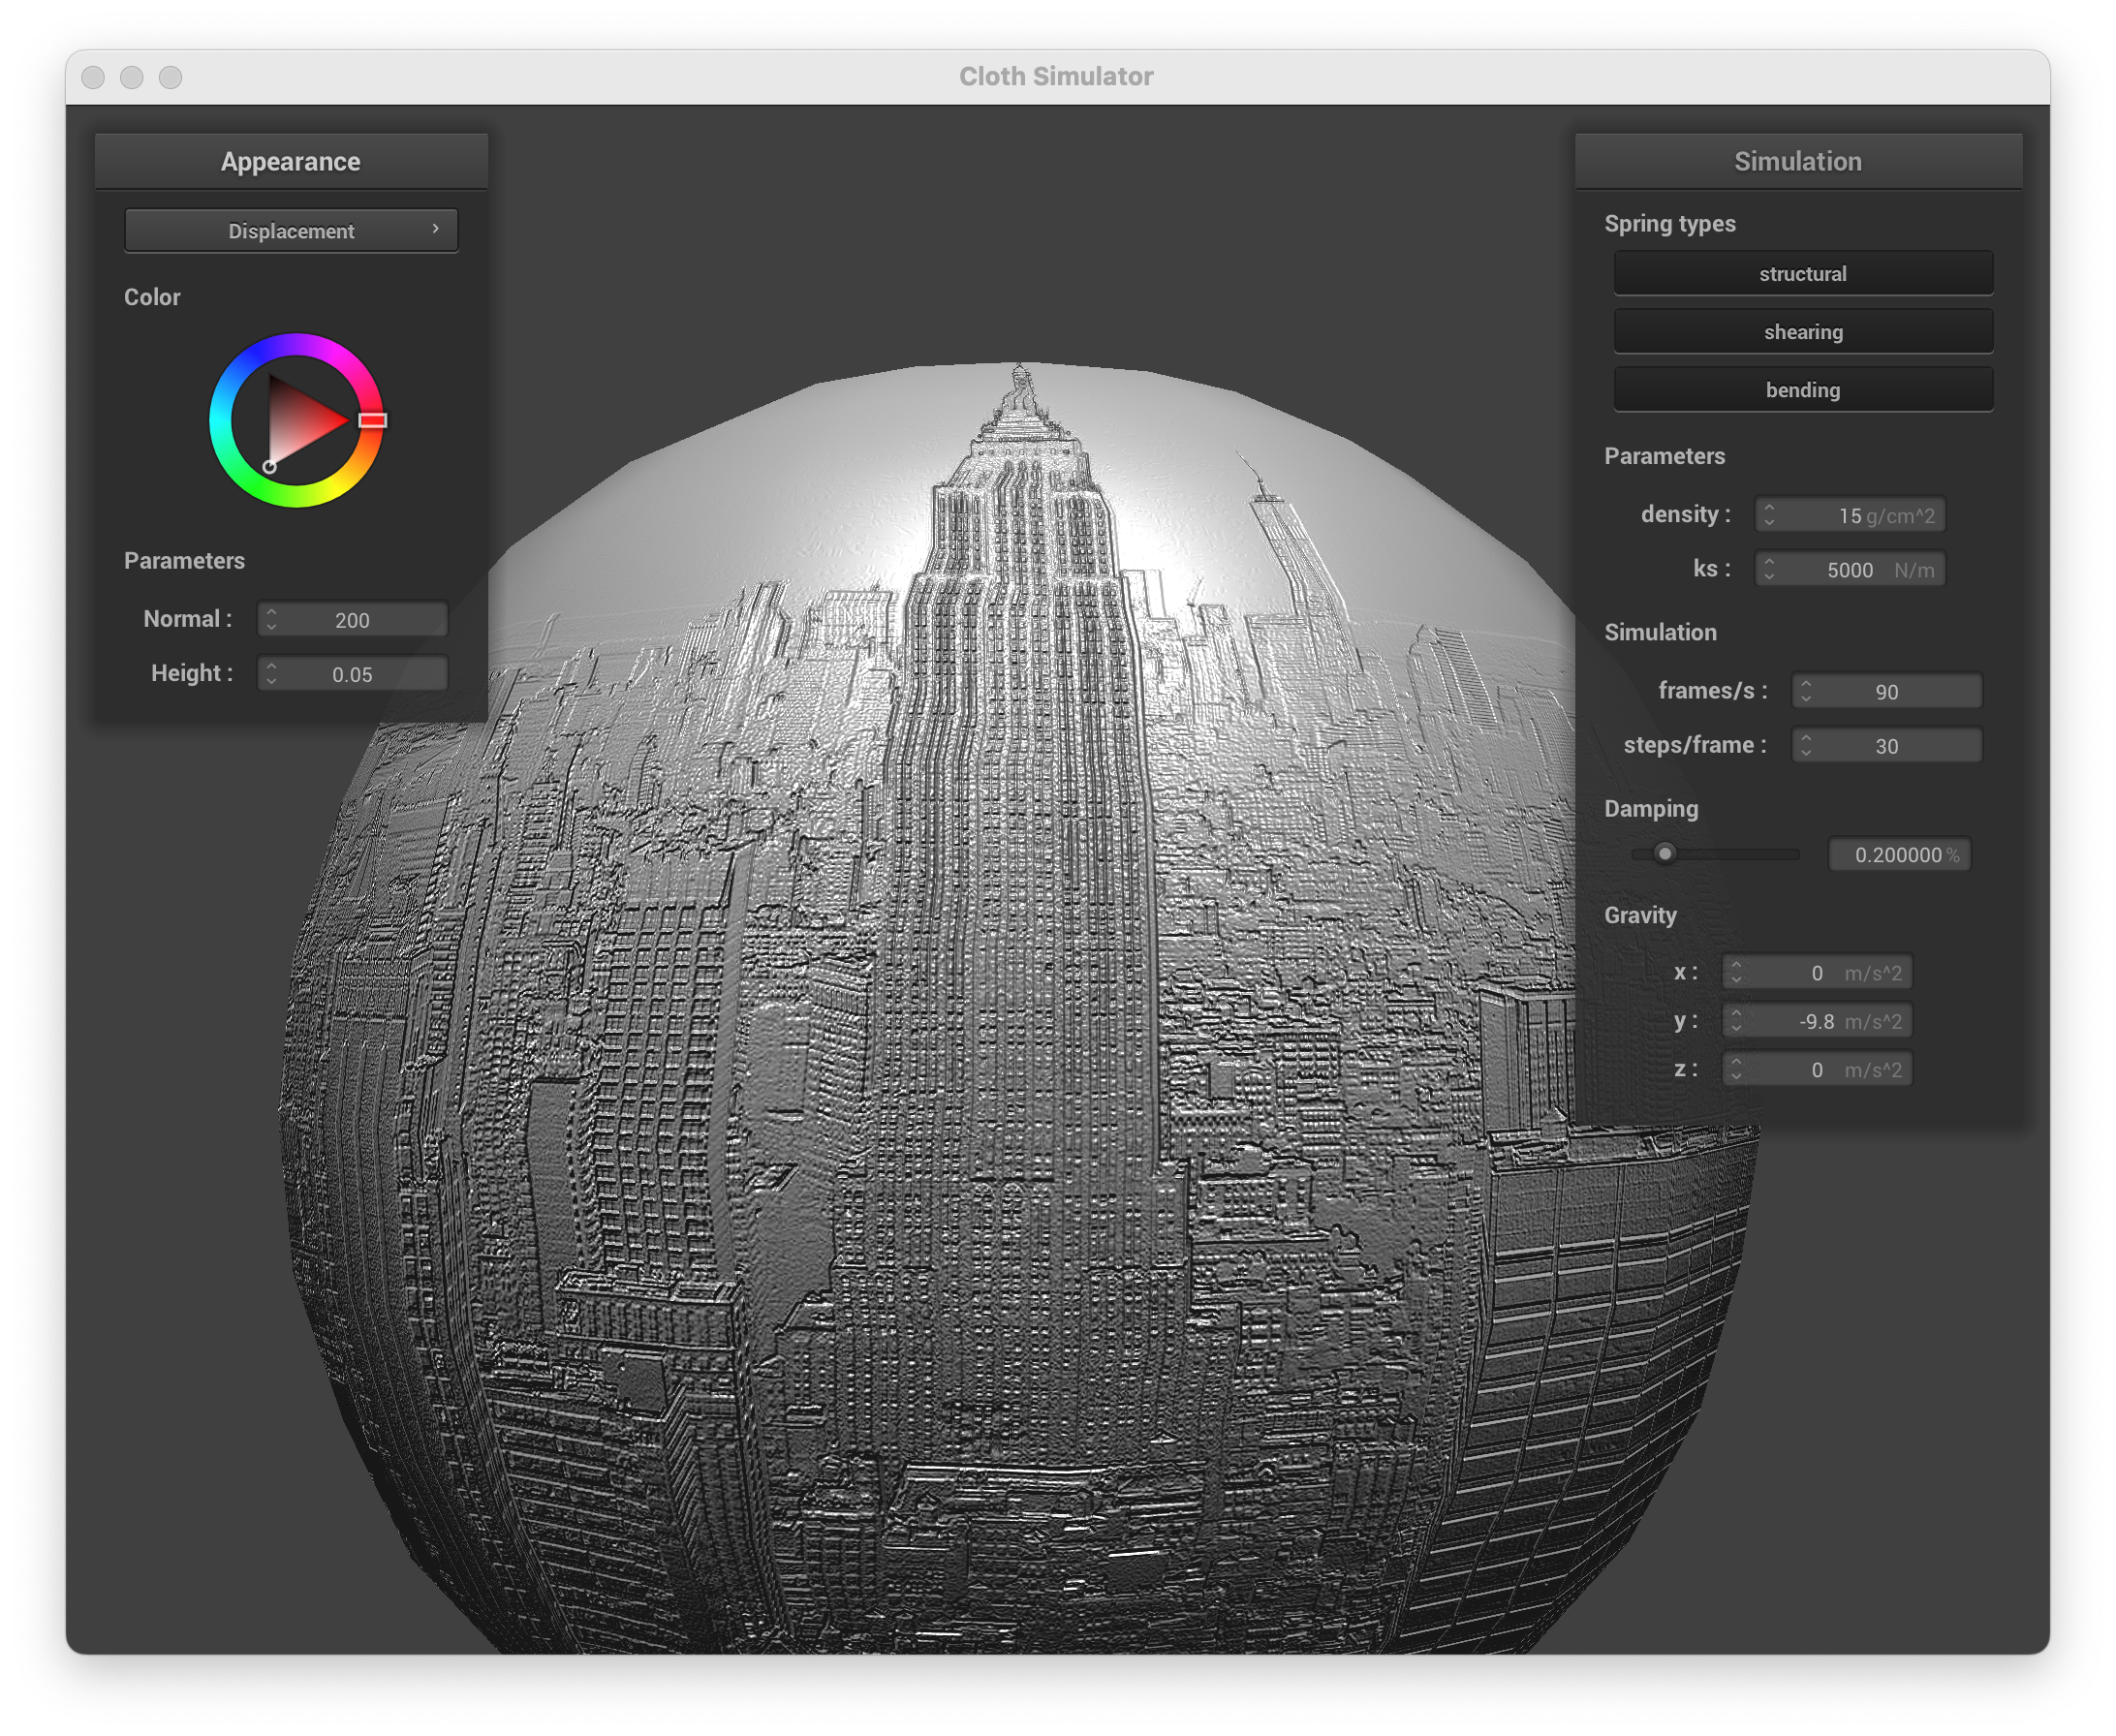 Cloth Simulator
Appearance
Displacement
Color
Parameters
Normal : 200
Height : 0.05
Simulation
Spring types
structural
shearing
bending
Parameters
density : 15 g/cm^2
ks : 5000 N/m
Simulation
frames/s : 90
steps/frame : 30
Damping
0.200000 %
Gravity
x : 0 m/s^2
y : -9.8 m/s^2
z : 0 m/s^2